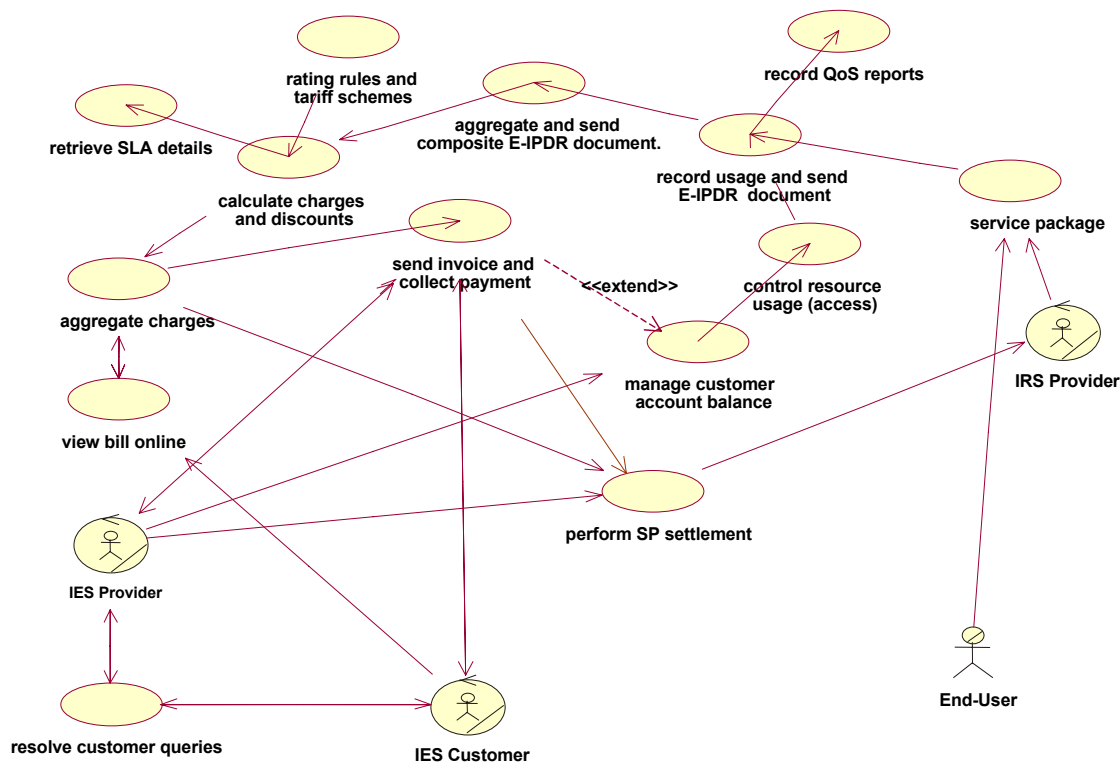 record QoS reports
rating rules and
tariff schemes
aggregate and send
composite E-IPDR document.
retrieve SLA details
record usage and send
E-IPDR  document
calculate charges
and discounts
service package
send invoice and
collect payment
<<extend>>
control resource
usage (access)
aggregate charges
manage customer
account balance
IRS Provider
view bill online
perform SP settlement
IES Provider
End-User
resolve customer queries
IES Customer